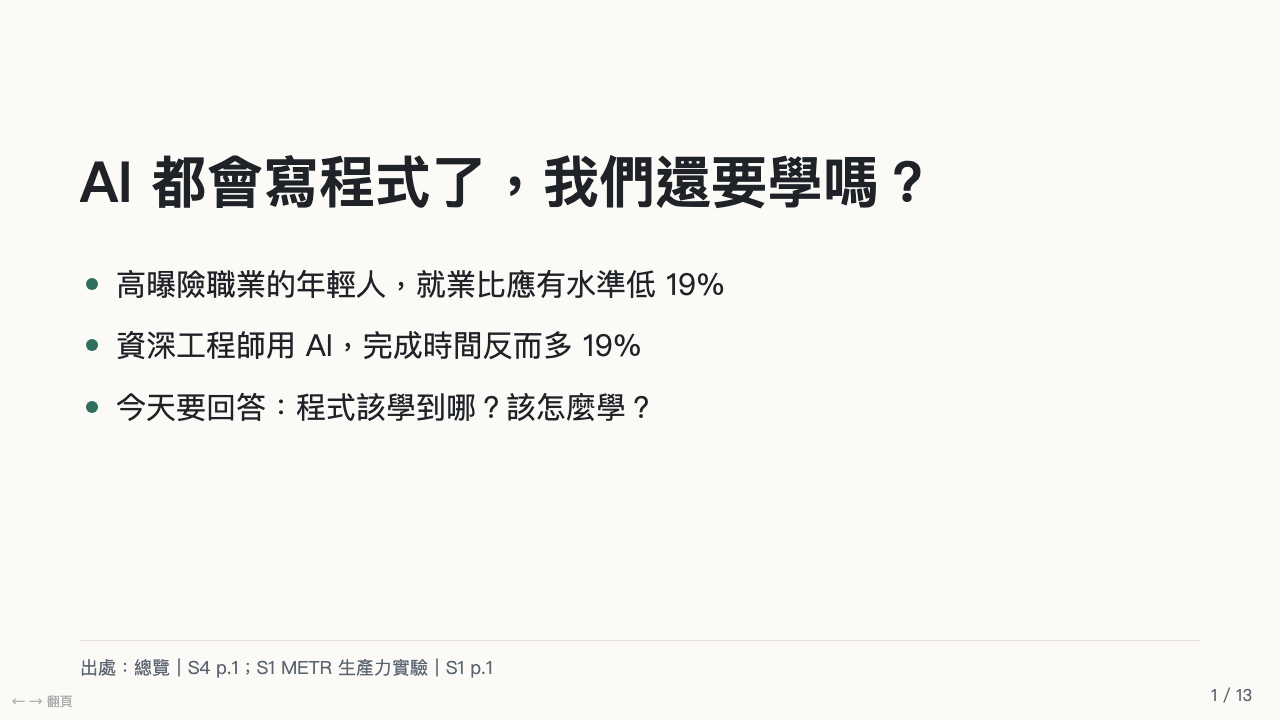 AI 都會寫程式了，我們還要學嗎？
高曝險職業的年輕人，就業比應有水準低 19%
資深工程師用 AI，完成時間反而多 19%
今天要回答：程式該學到哪？該怎麼學？
出處：總覽｜S4 p.1；S1 METR 生產力實驗｜S1 p.1
← → 翻頁
1 / 13